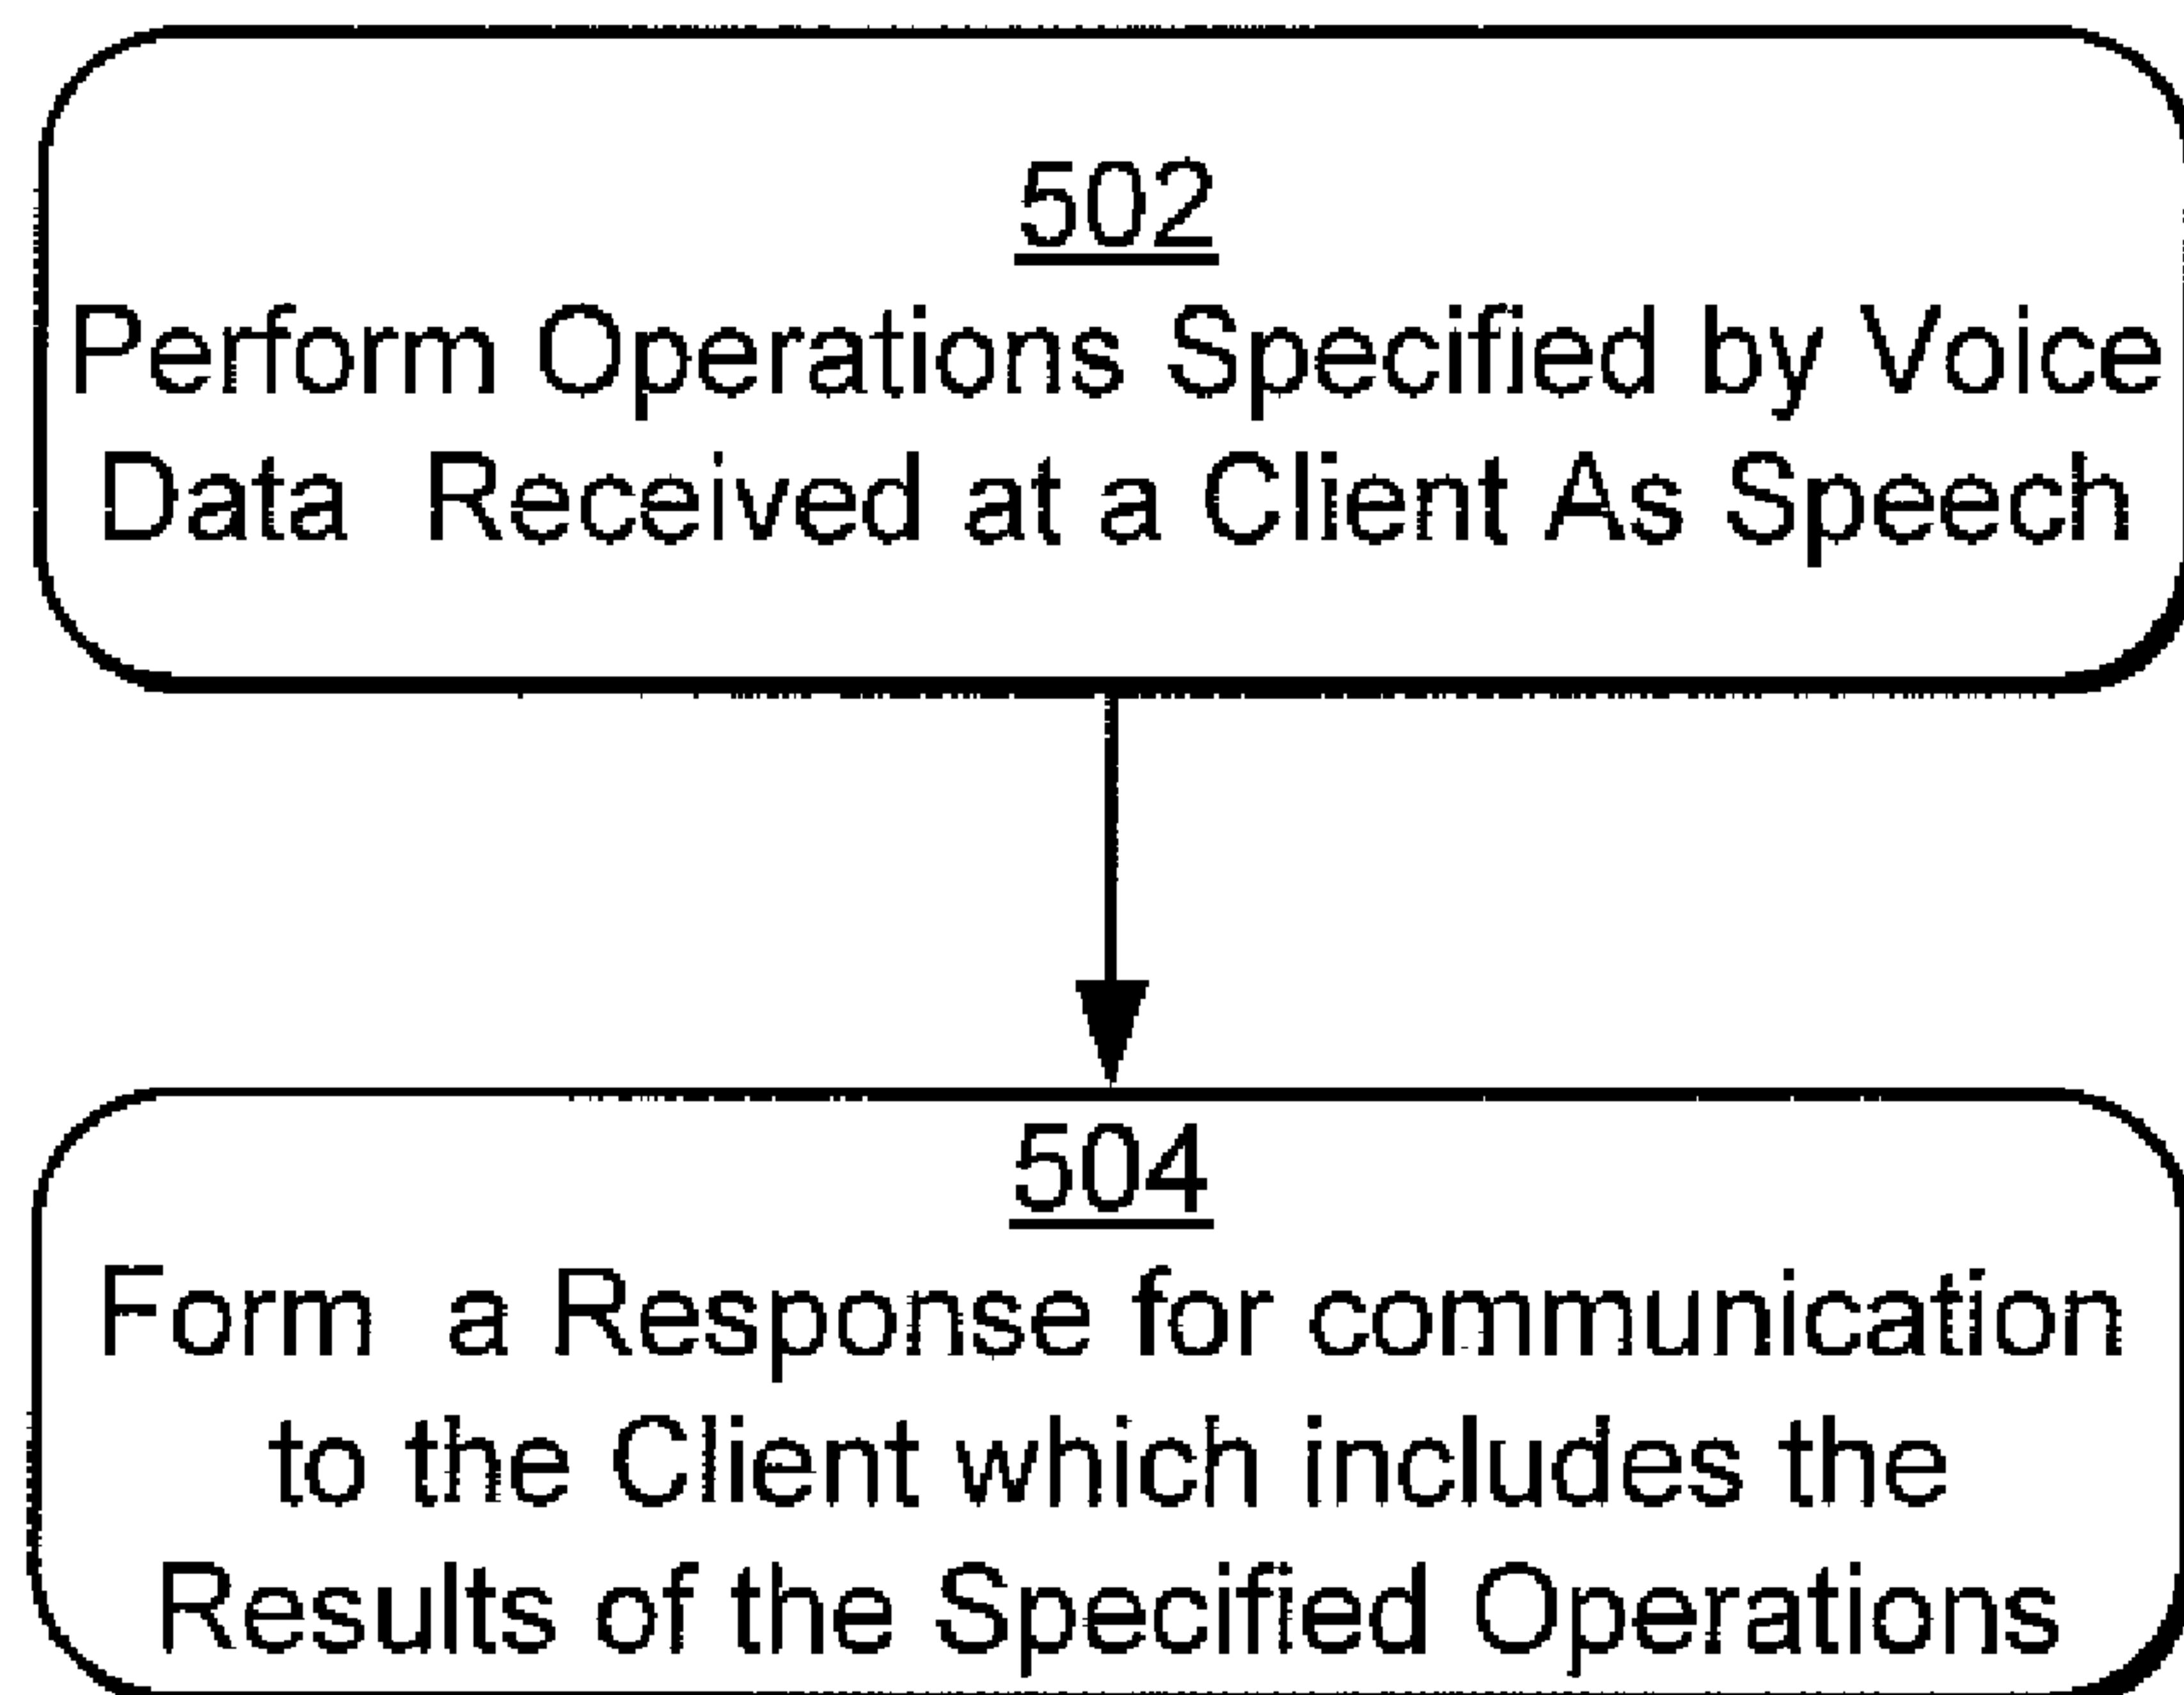 502
Perform Operations Specified by Voice
Data Received at a Client As Speech
504
Form a Response for communication
to the Client which includes the
Results of the Specified Operations